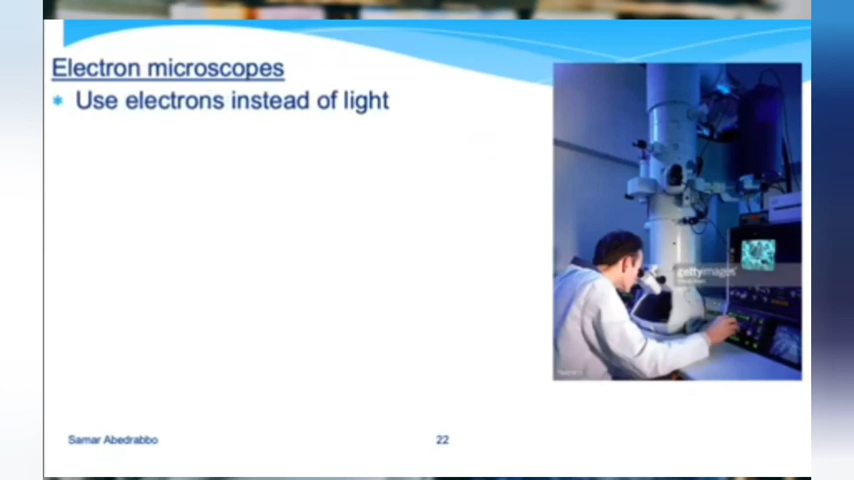 Electron microscopes
* Use electrons instead of light
gettyimages
Samar Abedrabbo
22